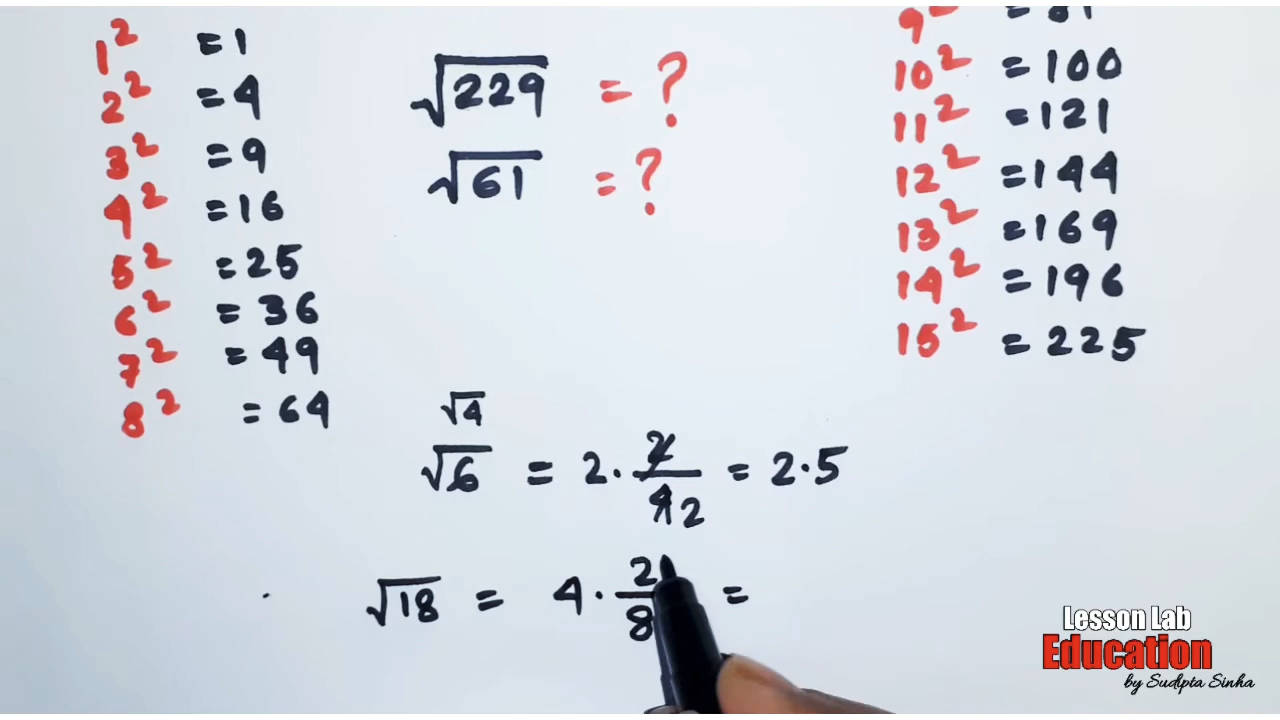 1² = 1
2² = 4
3² = 9
4² = 16
5² = 25
6² = 36
7² = 49
8² = 64
√229 = ?
√61 = ?
9² = 81
10² = 100
11² = 121
12² = 144
13² = 169
14² = 196
15² = 225
√4
√6 = 2 · 2/4 2 = 2·5
√18 = 4 · 2/8 =
Lesson Lab
Education
by Sudipta Sinha